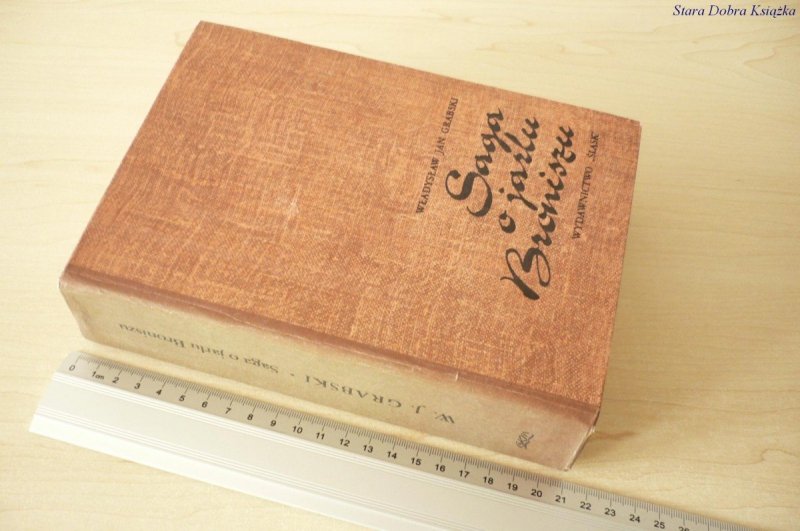 Stara Dobra Książka
WŁADYSŁAW JAN GRABSKI
Saga
o jarlu
Broniszu
WYDAWNICTWO „ŚLĄSK"
W. J. GRABSKI · Saga o jarlu Broniszu
0 1cm 2 3 4 5 6 7 8 9 10 11 12 13 14 15 16 17 18 19 20 21 22 23 24 25 26